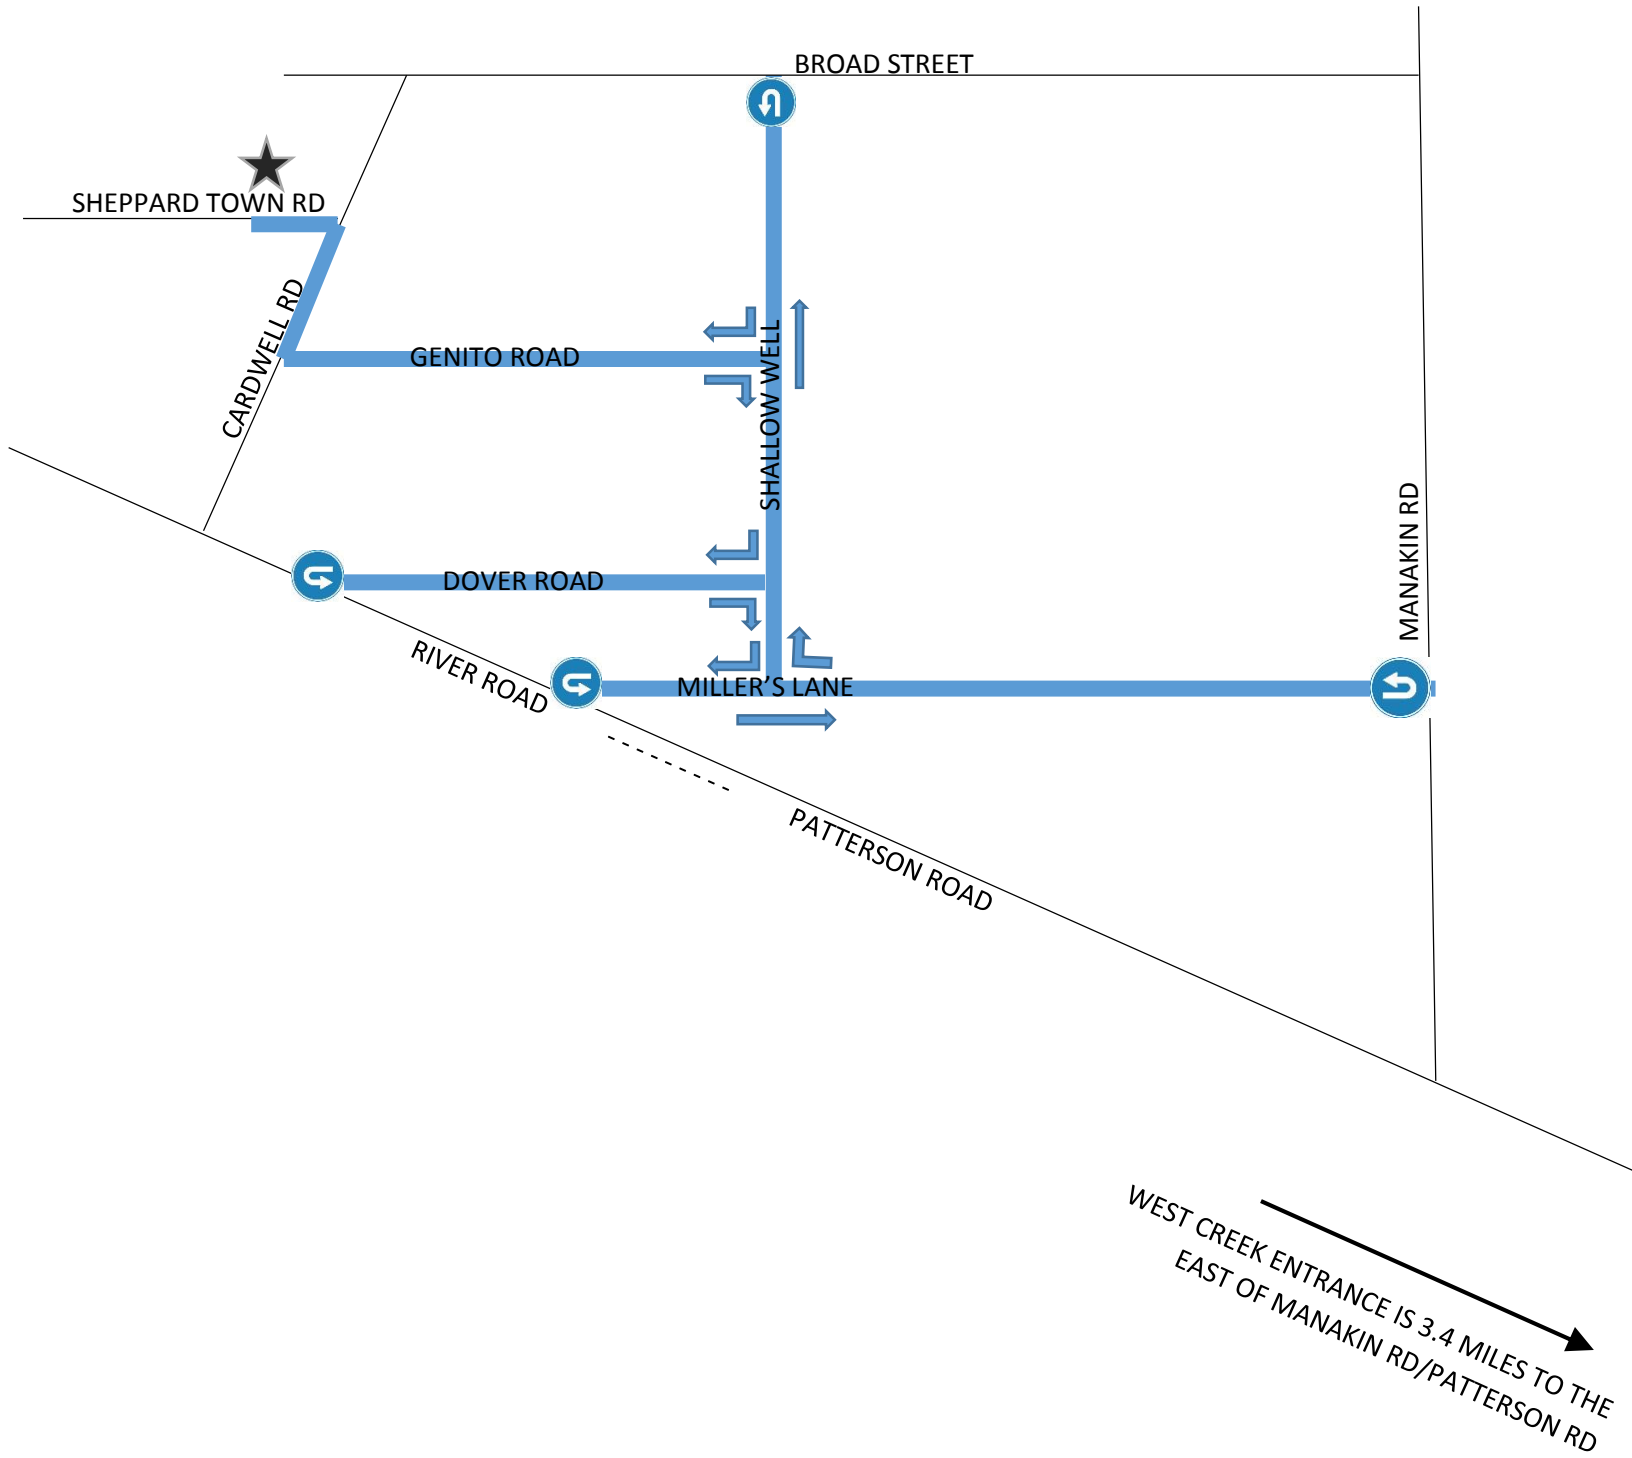 BROAD STREET
SHEPPARD TOWN RD
CARDWELL RD
GENITO ROAD
SHALLOW WELL
MANAKIN RD
DOVER ROAD
RIVER ROAD
MILLER'S LANE
PATTERSON ROAD
WEST CREEK ENTRANCE IS 3.4 MILES TO THE
EAST OF MANAKIN RD/PATTERSON RD